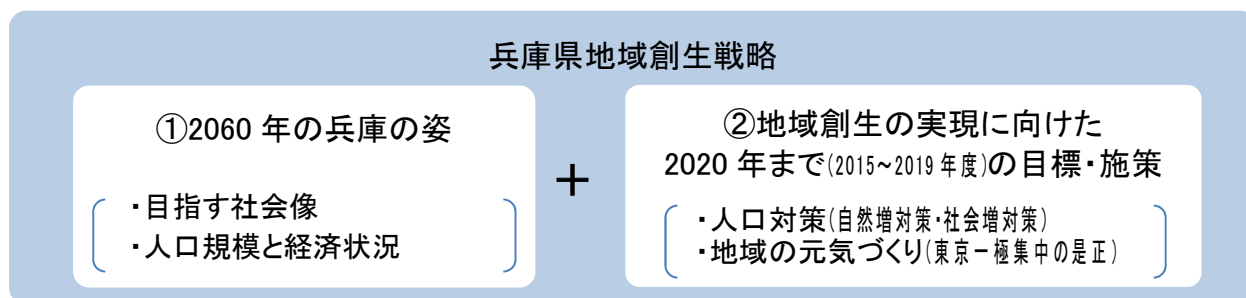 兵庫県地域創生戦略
①2060 年の兵庫の姿
・目指す社会像
・人口規模と経済状況
＋
②地域創生の実現に向けた
2020 年まで(2015~2019 年度)の目標・施策
・人口対策(自然増対策・社会増対策)
・地域の元気づくり(東京一極集中の是正)